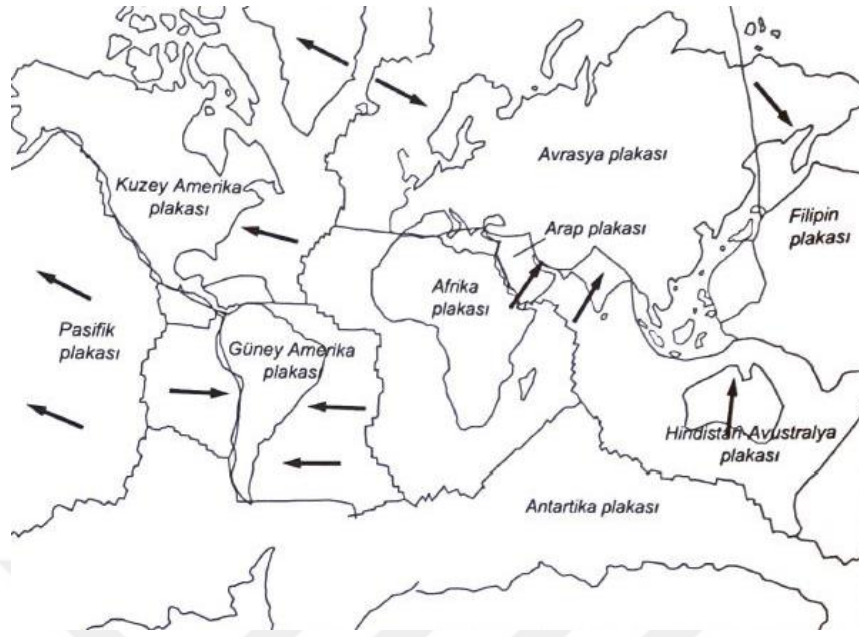 Kuzey Amerika
plakası
Avrasya plakası
Filipin
plakası
Arap plakası
Afrika
plakası
Pasifik
plakası
Güney Amerika
plakası
Hindistan-Avustralya
plakası
Antartika plakası